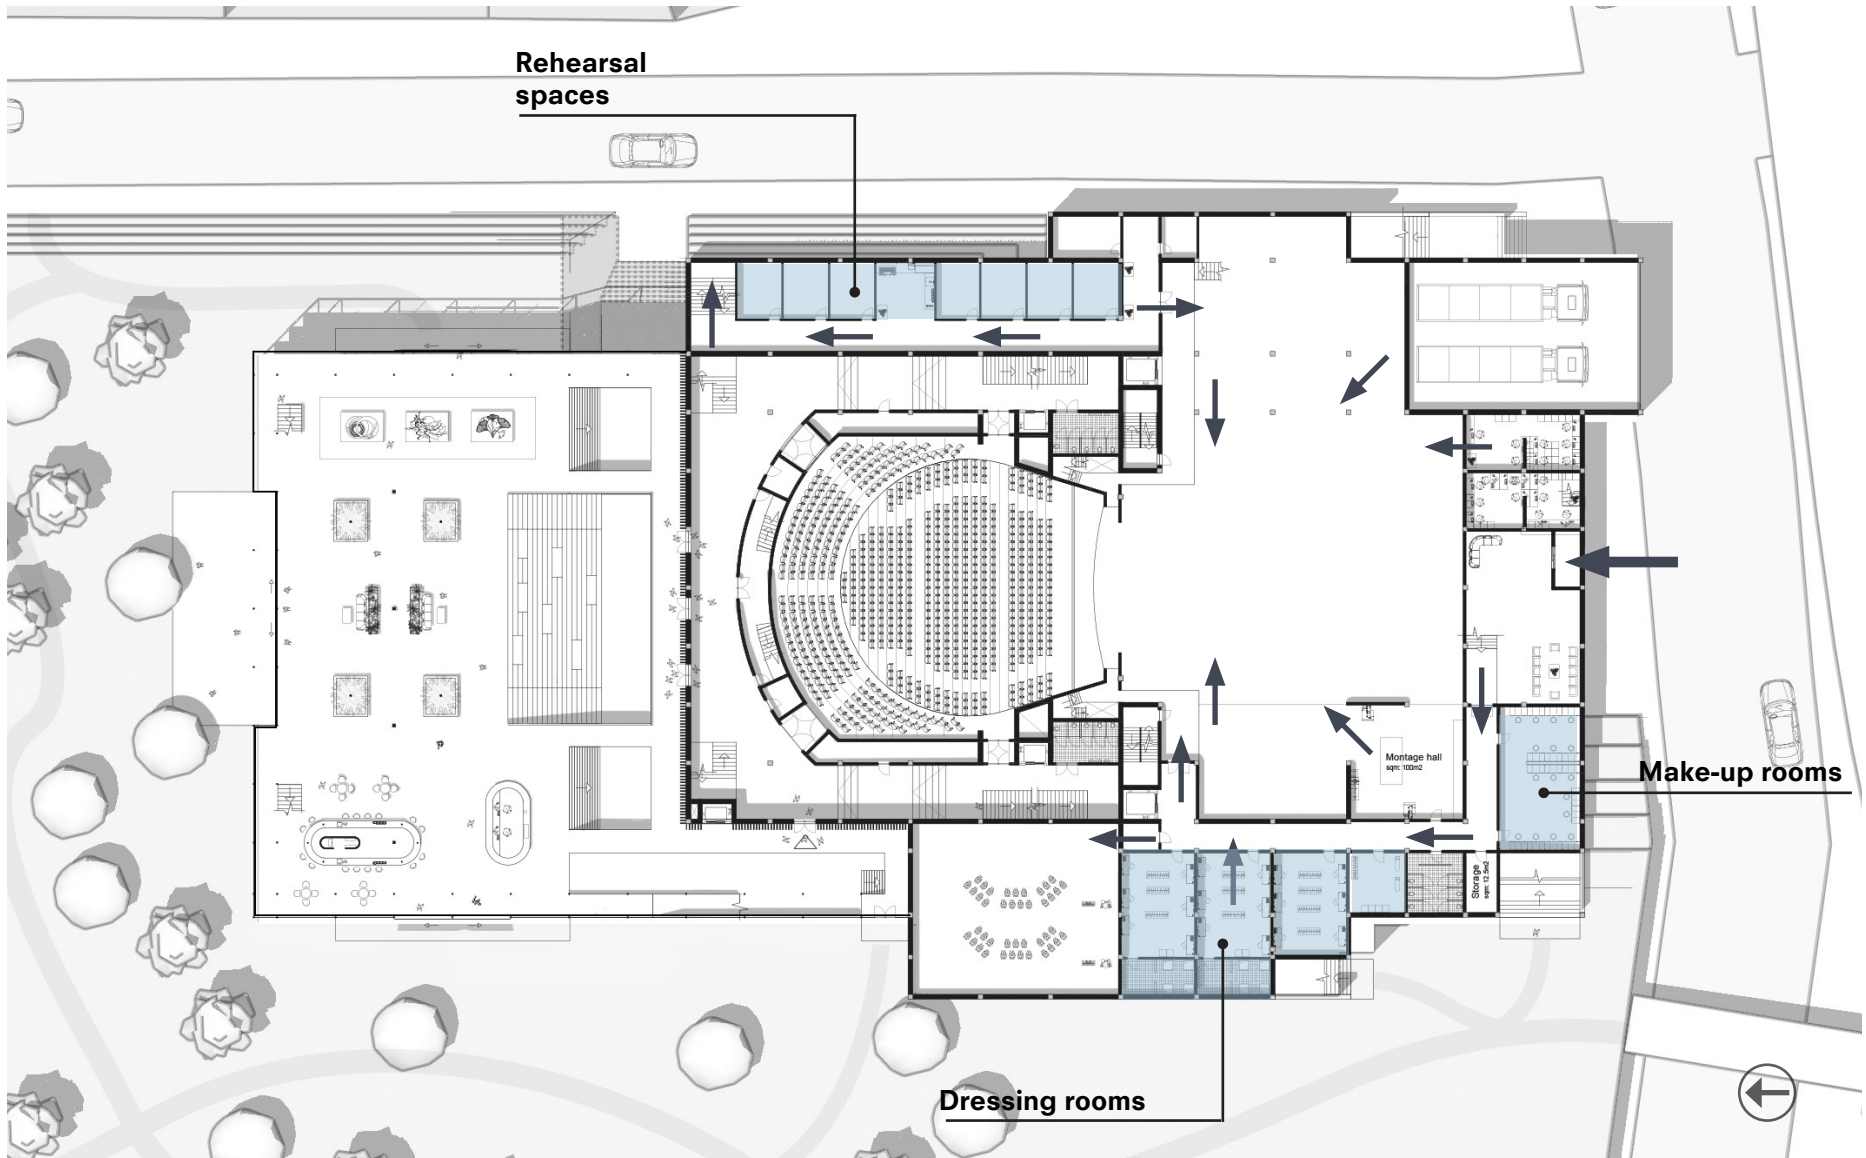 Rehearsal
spaces
Montage hall
sqm: 100m2
Make-up rooms
Storage
sqm: 12.5m2
Dressing rooms